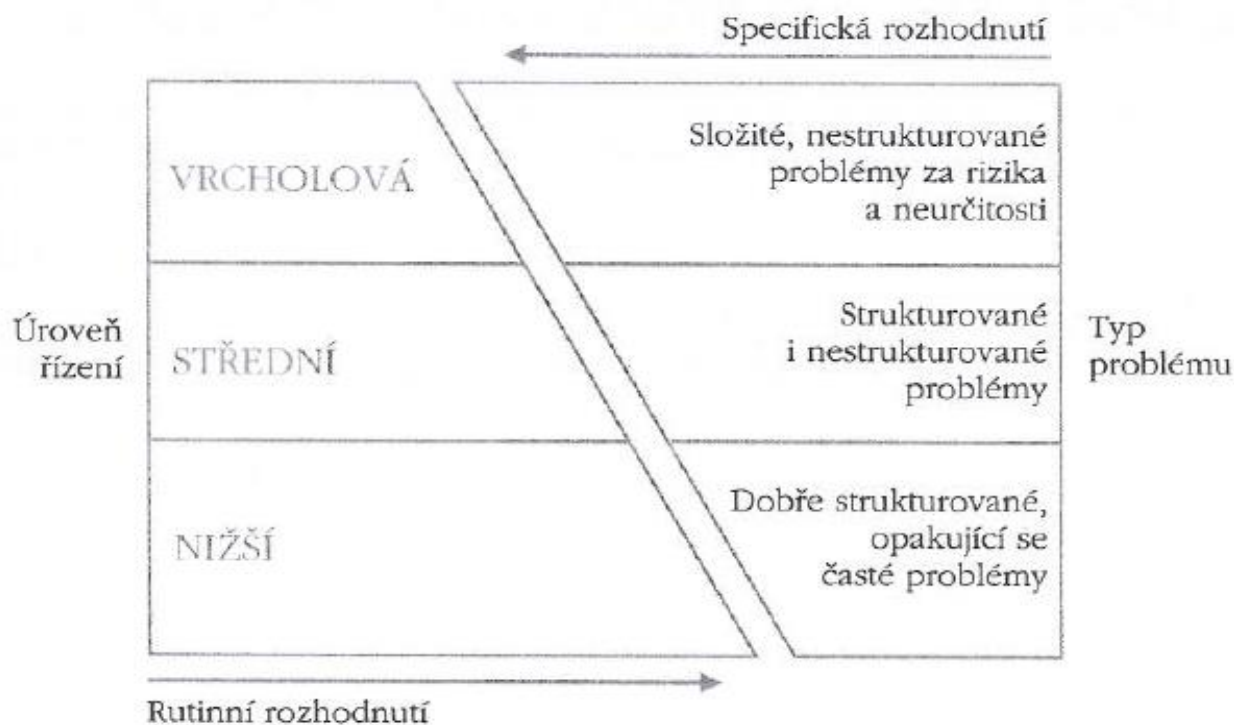 Specifická rozhodnutí
VRCHOLOVÁ
Složité, nestrukturované
problémy za rizika
a neurčitosti
Úroveň
řízení
STŘEDNÍ
Strukturované
i nestrukturované
problémy
Typ
problému
NIŽŠÍ
Dobře strukturované,
opakující se
časté problémy
Rutinní rozhodnutí